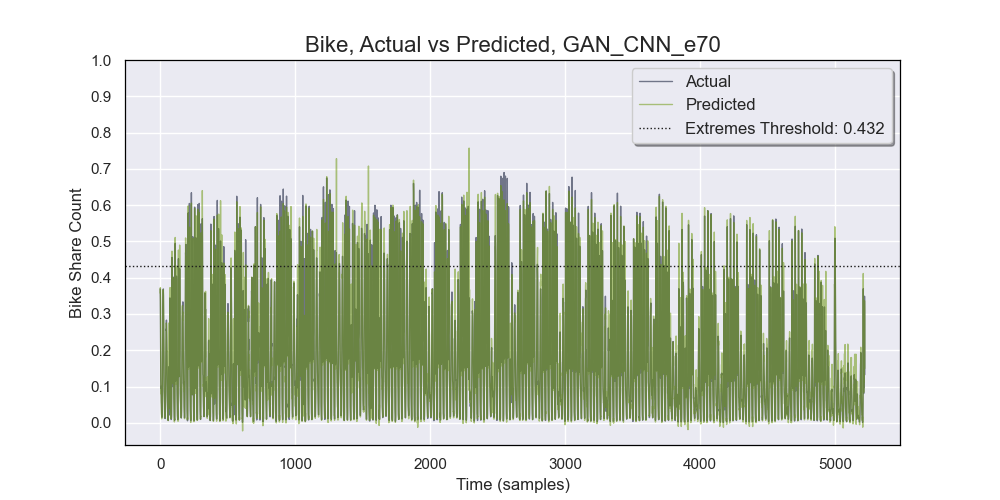 Bike, Actual vs Predicted, GAN_CNN_e70
Actual
Predicted
Extremes Threshold: 0.432
Bike Share Count
1.0
0.9
0.8
0.7
0.6
0.5
0.4
0.3
0.2
0.1
0.0
0 1000 2000 3000 4000 5000
Time (samples)